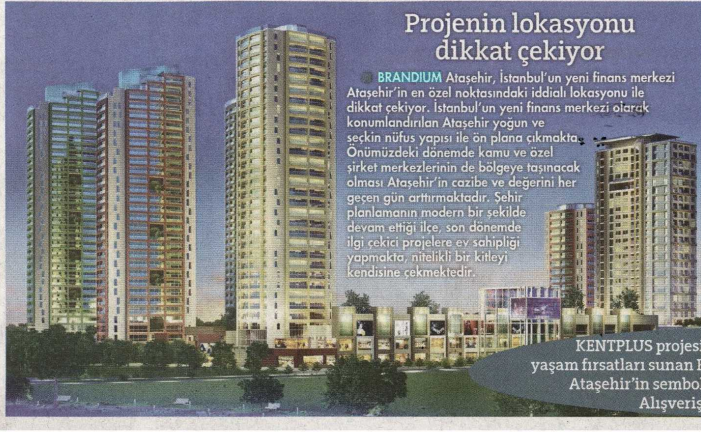 Projenin lokasyonu
dikkat çekiyor
BRANDIUM Ataşehir, İstanbul'un yeni finans merkezi
Ataşehir'in en özel noktasındaki iddialı lokasyonu ile
dikkat çekiyor. İstanbul'un yeni finans merkezi olarak
konumlandırılan Ataşehir yoğun ve
seçkin nüfus yapısı ile ön plana çıkmakta.
Önümüzdeki dönemde kamu ve özel
şirket merkezlerinin de bölgeye taşınacak
olması Ataşehir'in cazibe ve değerini her
geçen gün arttırmaktadır. Şehir
planlamanın modern bir şekilde
devam ettiği ilçe, son dönemde
ilgi çekici projelere ev sahipliği
yapmakta, nitelikli bir kitleyi
kendisine çekmektedir.
KENTPLUS projesi
yaşam fırsatları sunan
Ataşehir'in sembol
Alışveriş